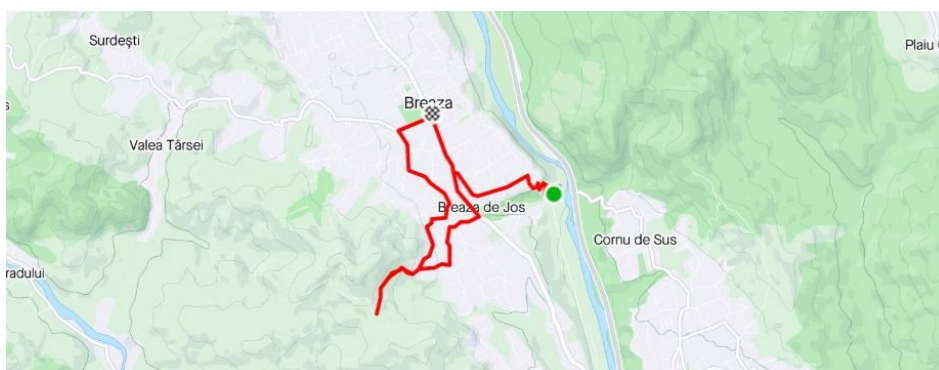 Surdești
Plaiu
Breaza
Valea Târsei
Breaza de Jos
Cornu de Sus
radului